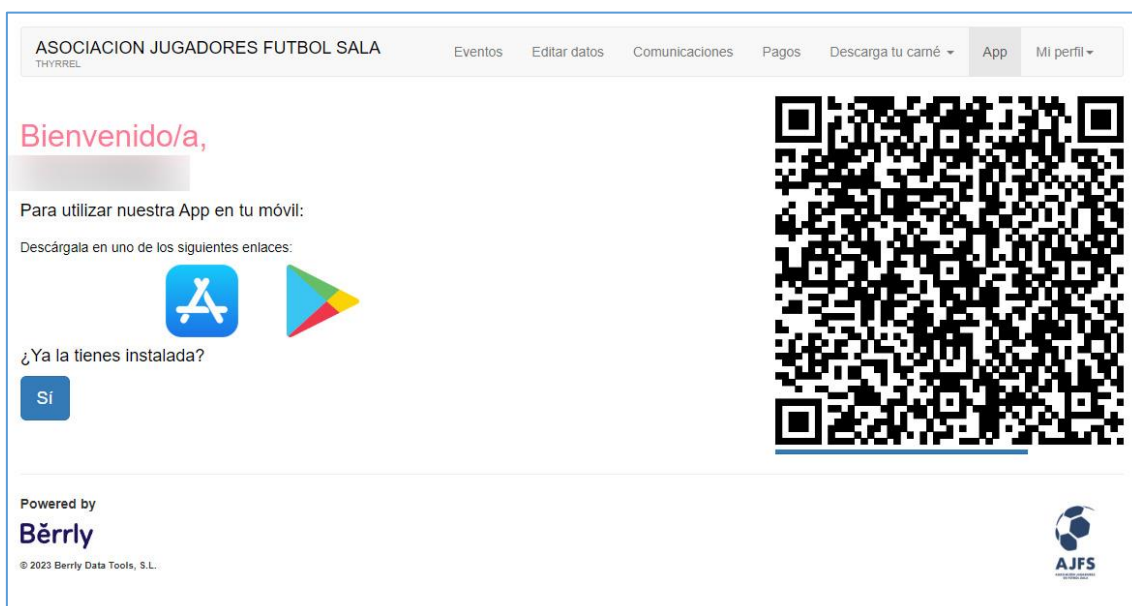 ASOCIACION JUGADORES FUTBOL SALA
THYRREL
Eventos Editar datos Comunicaciones Pagos Descarga tu carné App Mi perfil
Bienvenido/a,
Para utilizar nuestra App en tu móvil:
Descárgala en uno de los siguientes enlaces:
¿Ya la tienes instalada?
Sí
Powered by
Bĕrrly
© 2023 Berrly Data Tools, S.L.
AJFS